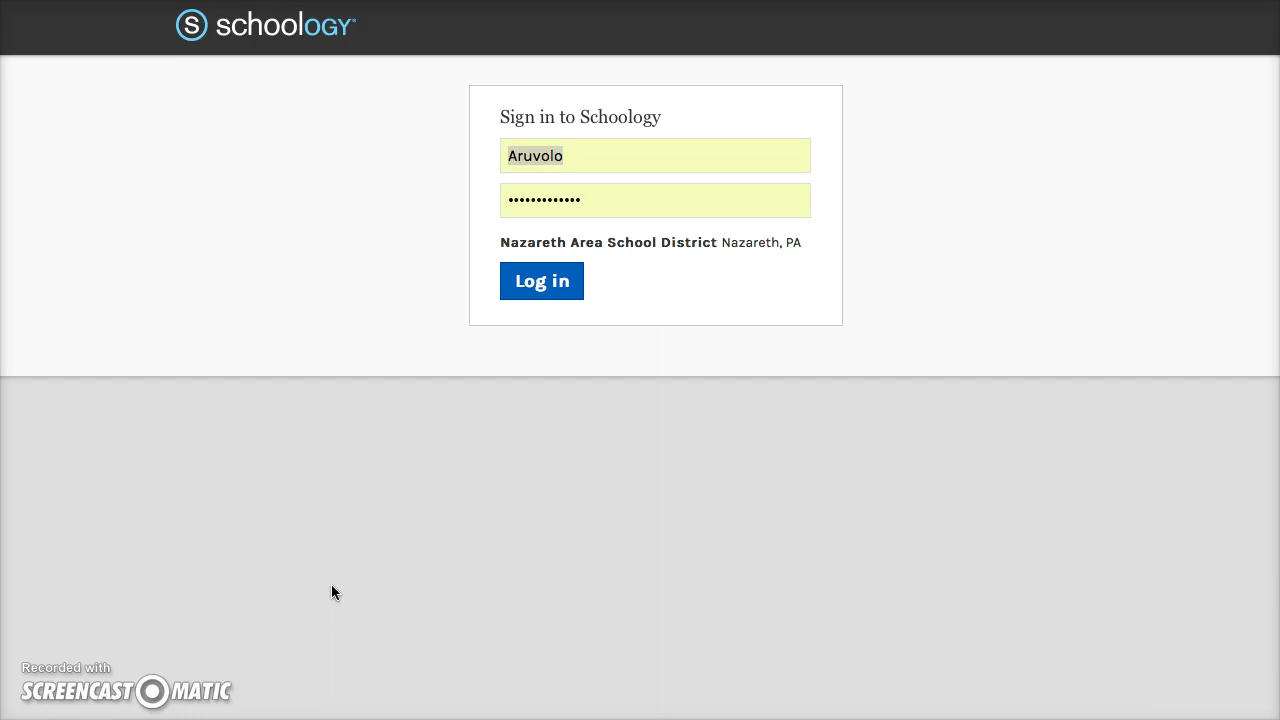 schoology
Sign in to Schoology
Aruvolo
•••••••••••••
Nazareth Area School District Nazareth, PA
Log in
Recorded with
SCREENCAST MATIC